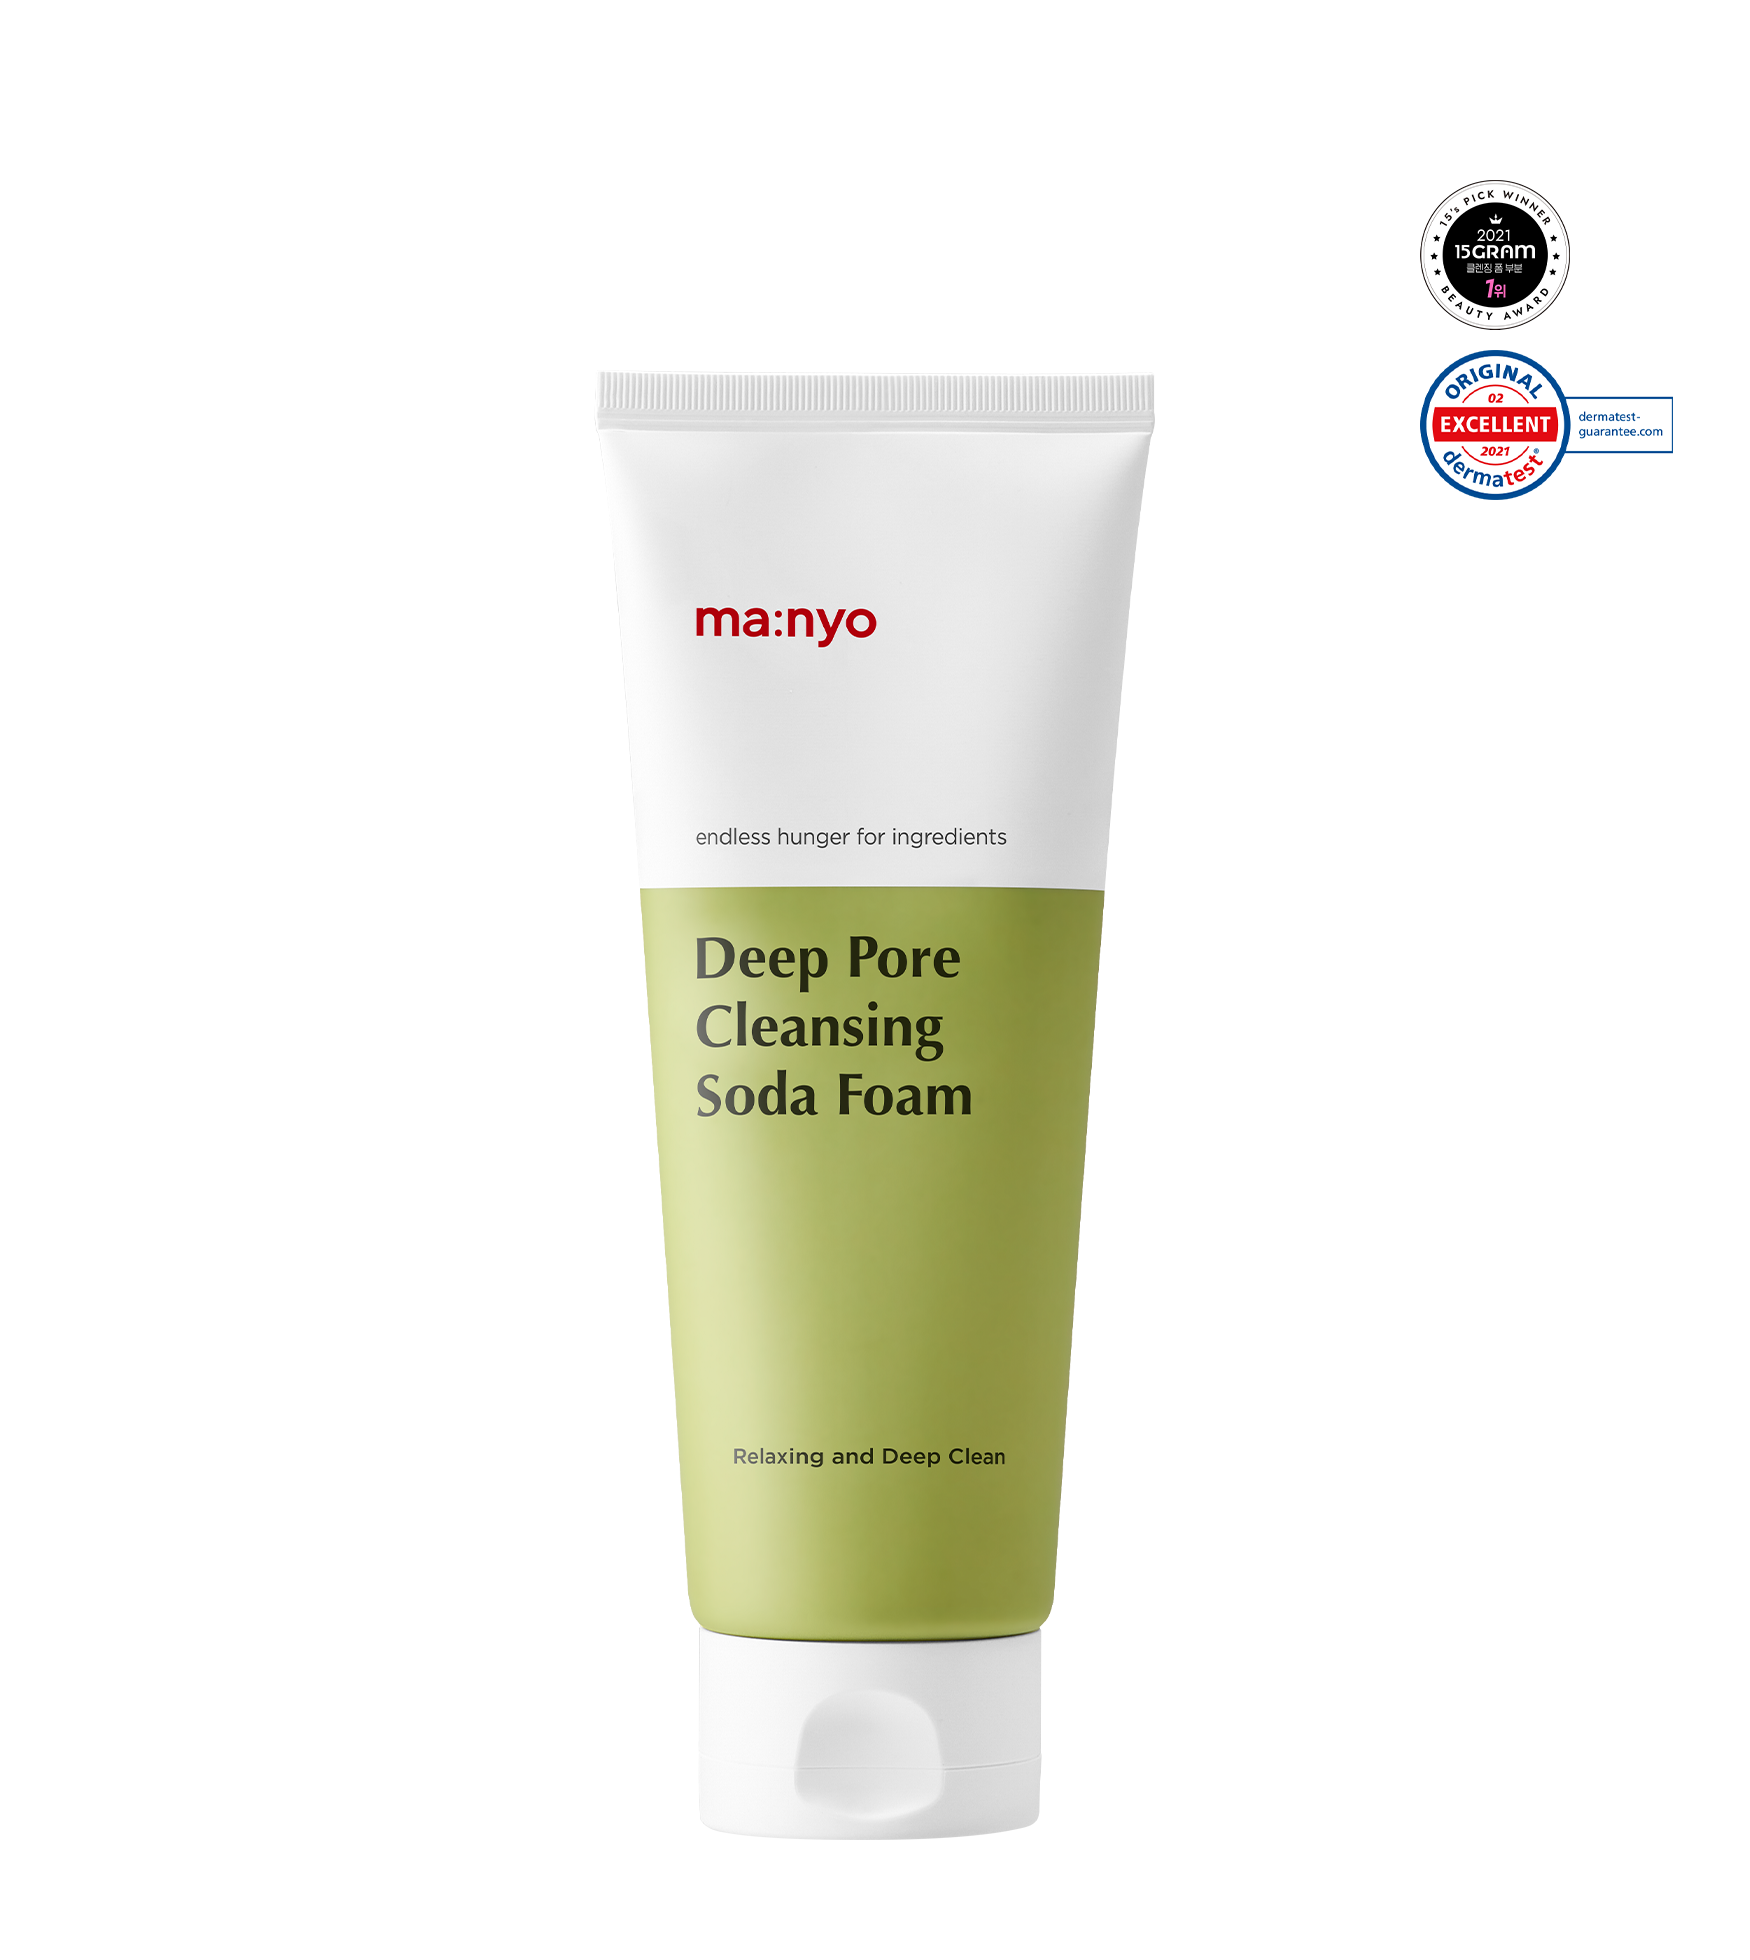 15's PICK WINNER
2021
15GRAM
클렌징 폼 부분
1위
BEAUTY AWARD
ORIGINAL
02
EXCELLENT
2021
dermatest®
dermatest-
guarantee.com
ma:nyo
endless hunger for ingredients
Deep Pore
Cleansing
Soda Foam
Relaxing and Deep Clean